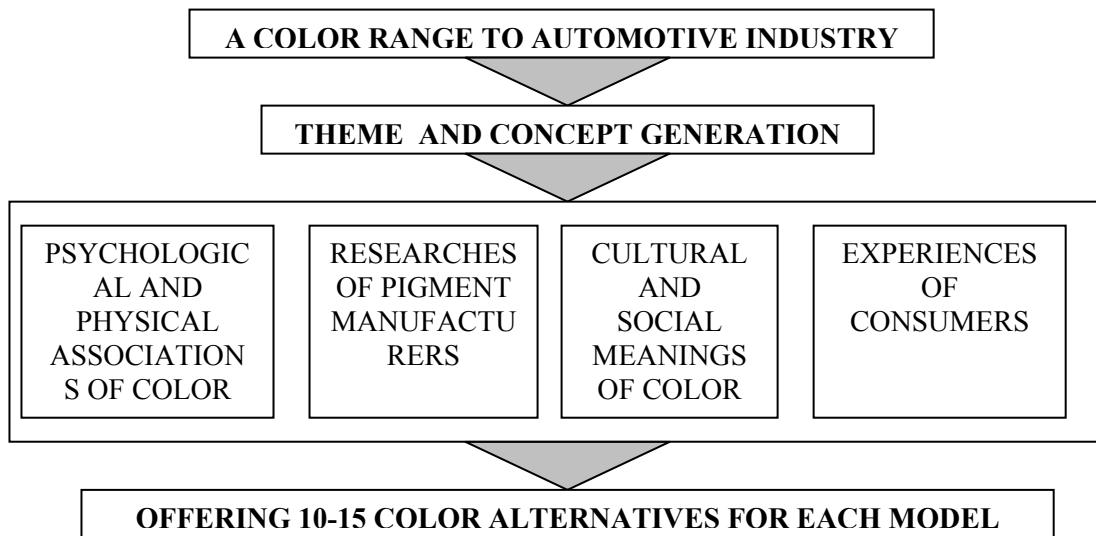 A COLOR RANGE TO AUTOMOTIVE INDUSTRY
THEME AND CONCEPT GENERATION
PSYCHOLOGIC
AL AND
PHYSICAL
ASSOCIATION
S OF COLOR
RESEARCHES
OF PIGMENT
MANUFACTU
RERS
CULTURAL
AND
SOCIAL
MEANINGS
OF COLOR
EXPERIENCES
OF
CONSUMERS
OFFERING 10-15 COLOR ALTERNATIVES FOR EACH MODEL